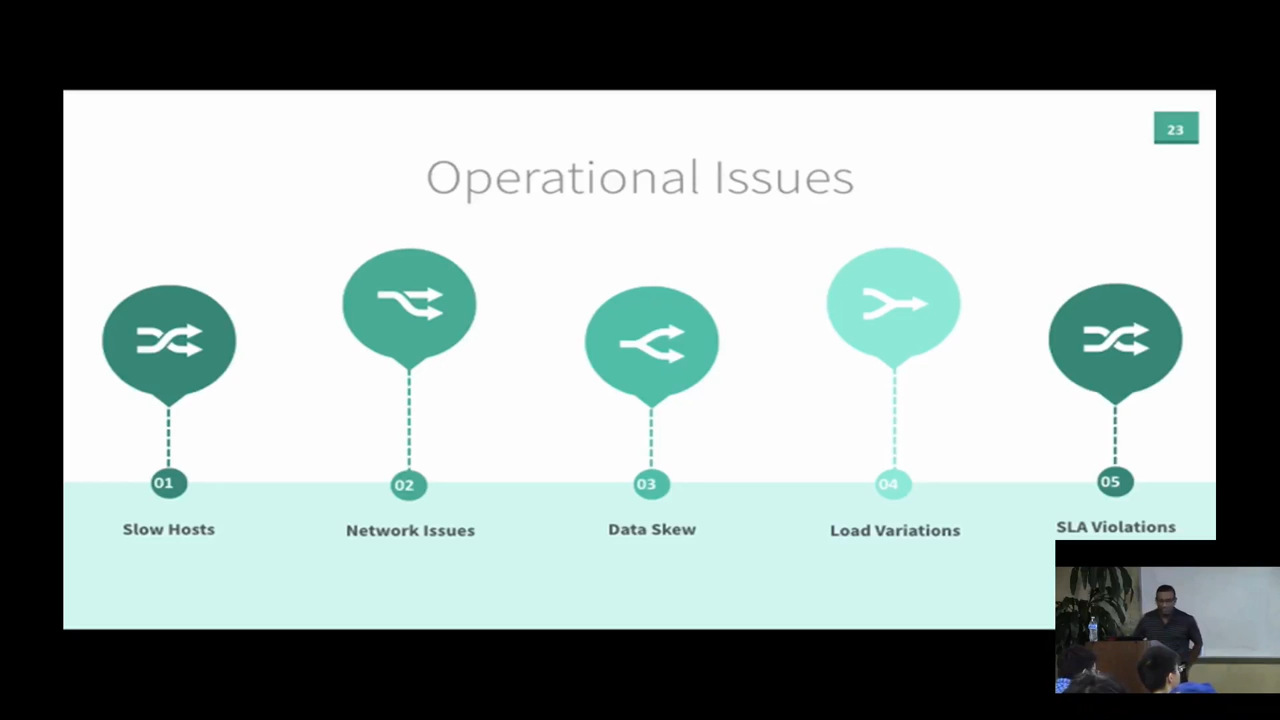 23
Operational Issues
01
02
03
04
05
Slow Hosts
Network Issues
Data Skew
Load Variations
SLA Violations